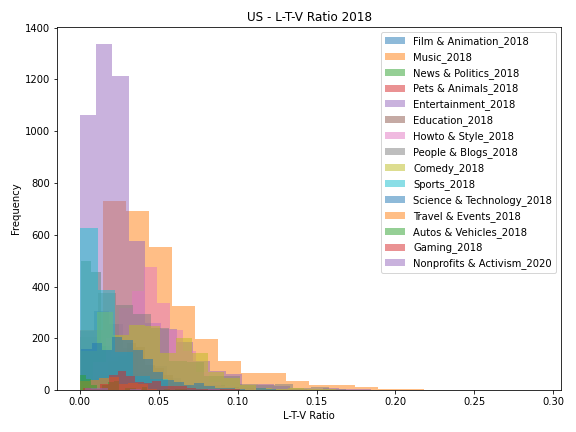 US - L-T-V Ratio 2018
Frequency
1400
1200
1000
800
600
400
200
0
Film & Animation_2018
Music_2018
News & Politics_2018
Pets & Animals_2018
Entertainment_2018
Education_2018
Howto & Style_2018
People & Blogs_2018
Comedy_2018
Sports_2018
Science & Technology_2018
Travel & Events_2018
Autos & Vehicles_2018
Gaming_2018
Nonprofits & Activism_2020
0.00 0.05 0.10 0.15 0.20 0.25 0.30
L-T-V Ratio